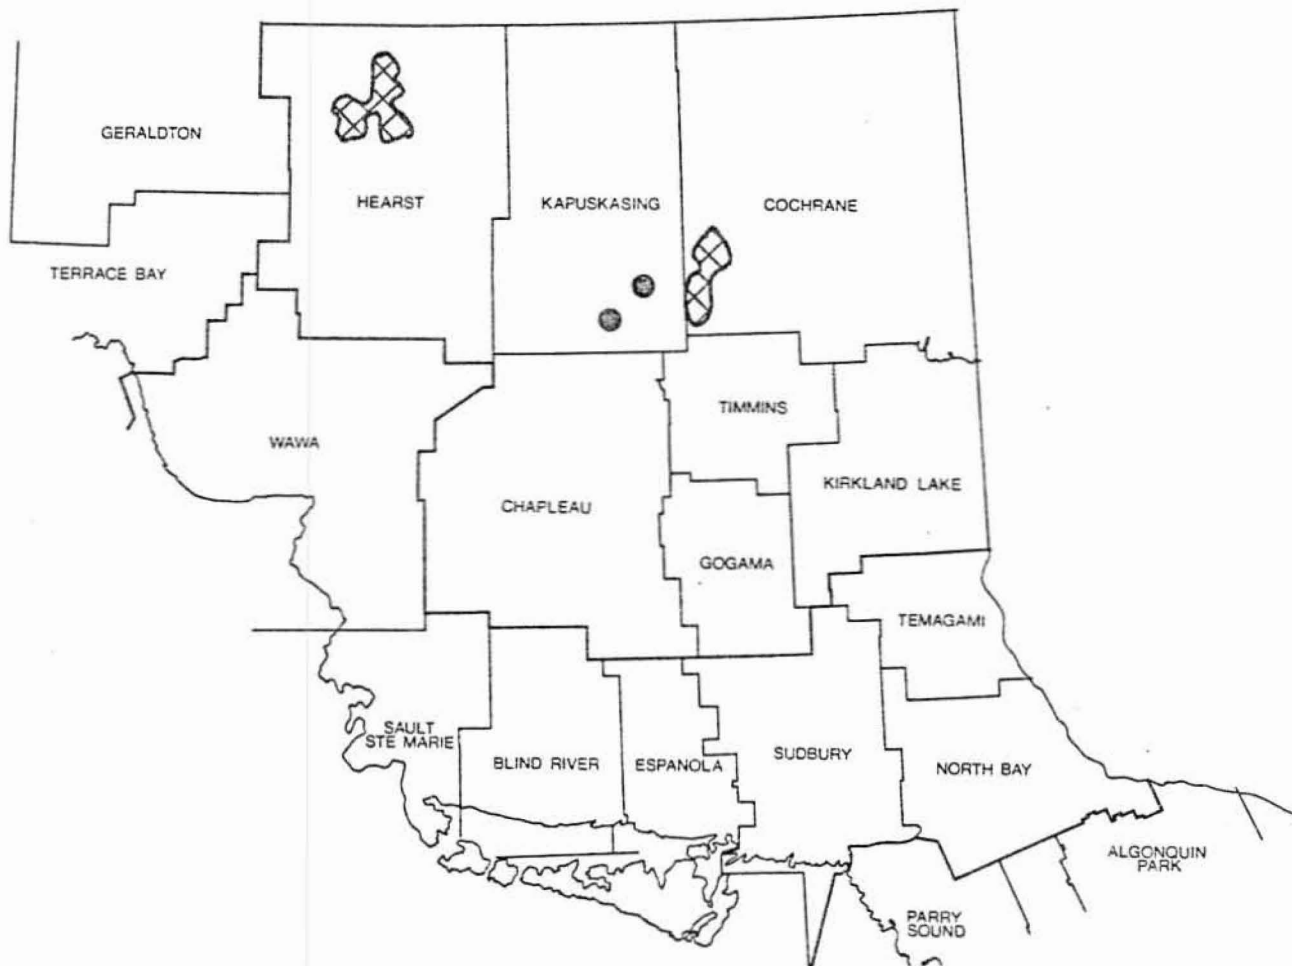 GERALDTON
HEARST
KAPUSKASING
COCHRANE
TERRACE BAY
TIMMINS
WAWA
KIRKLAND LAKE
CHAPLEAU
GOGAMA
TEMAGAMI
SAULT
STE MARIE
BLIND RIVER
ESPANOLA
SUDBURY
NORTH BAY
ALGONQUIN
PARK
PARRY
SOUND